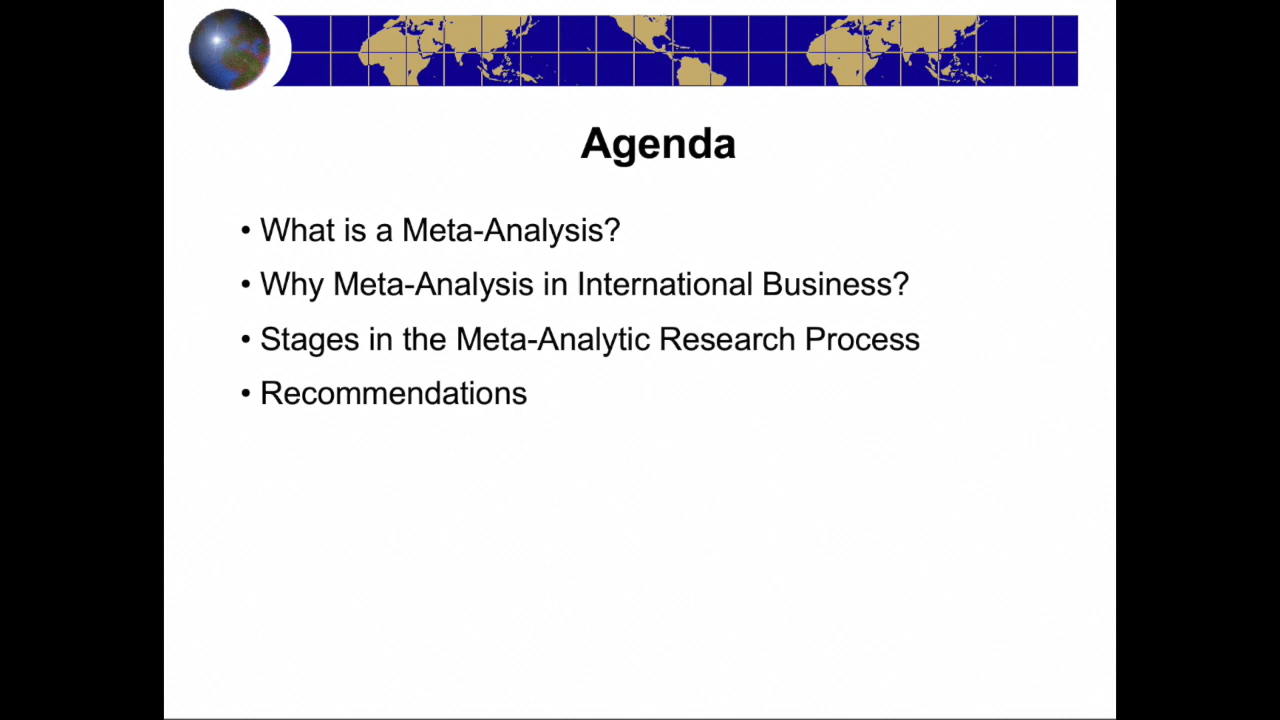 Agenda
• What is a Meta-Analysis?
• Why Meta-Analysis in International Business?
• Stages in the Meta-Analytic Research Process
• Recommendations